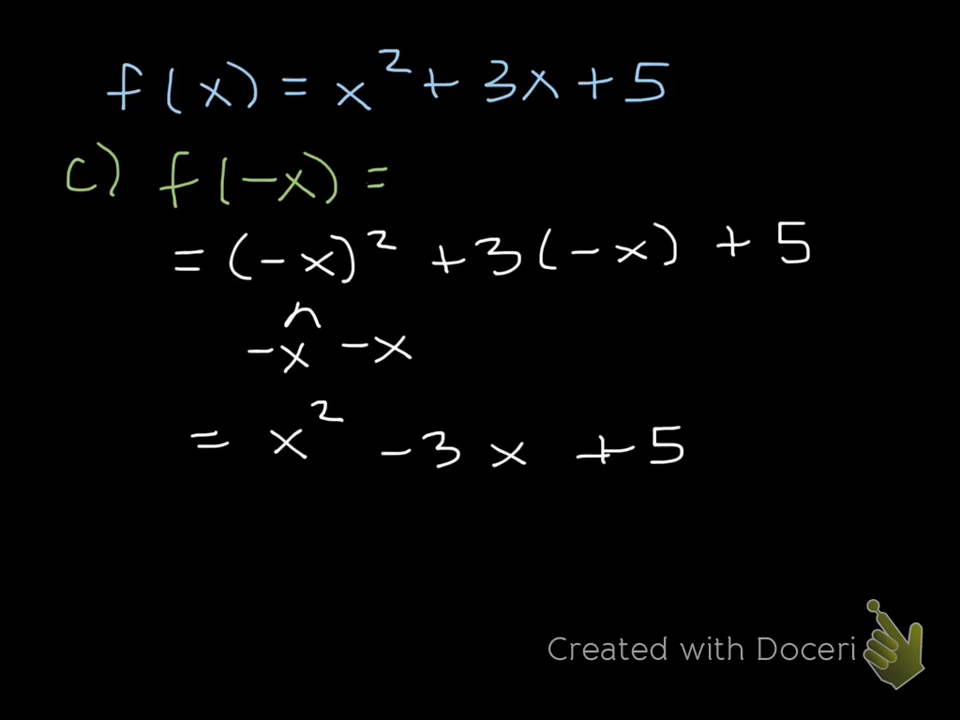 f(x) = x² + 3x + 5
c) f(-x) =
= (-x)² + 3(-x) + 5
-x -x
= x² - 3x + 5
Created with Doceri